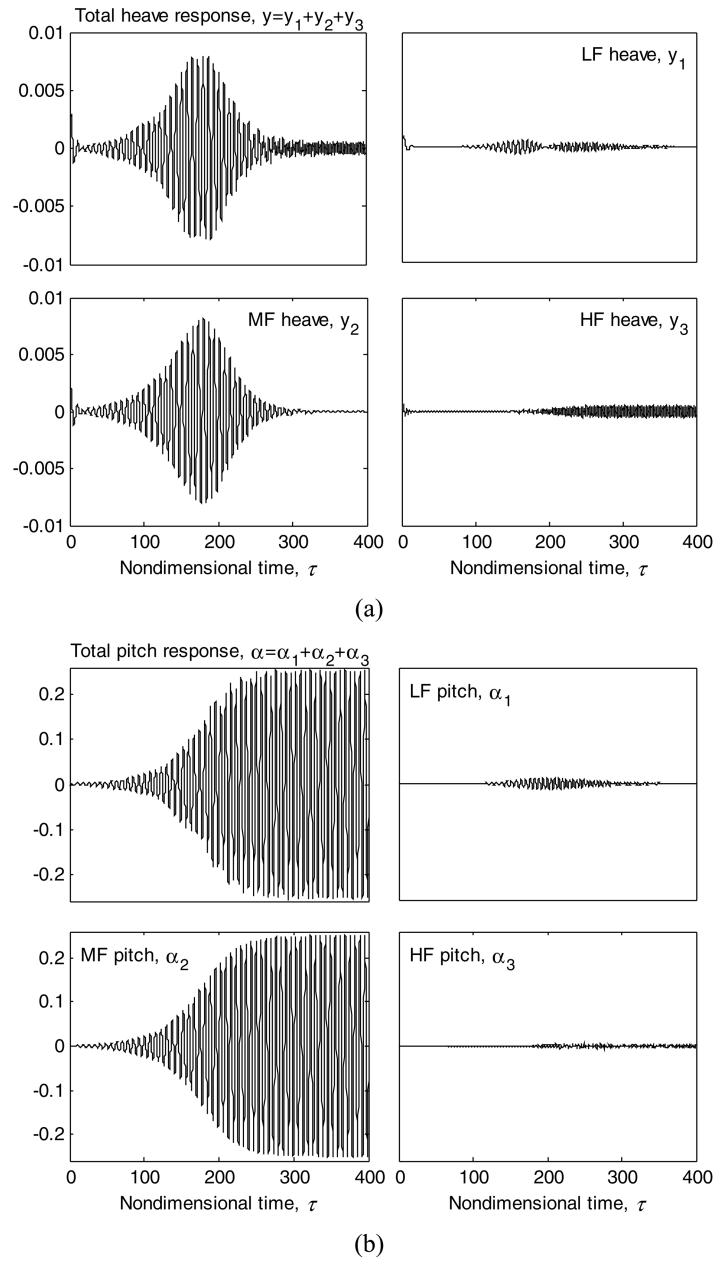 Total heave response, y=y1+y2+y3
0.01
0.005
0
-0.005
-0.01
LF heave, y1
0.01
0.005
0
-0.005
-0.01
MF heave, y2
HF heave, y3
0 100 200 300 400
0 100 200 300 400
Nondimensional time, τ
Nondimensional time, τ
(a)
Total pitch response, α=α1+α2+α3
0.2
0.1
0
-0.1
-0.2
LF pitch, α1
MF pitch, α2
0.2
0.1
0
-0.1
-0.2
HF pitch, α3
0 100 200 300 400
0 100 200 300 400
Nondimensional time, τ
Nondimensional time, τ
(b)